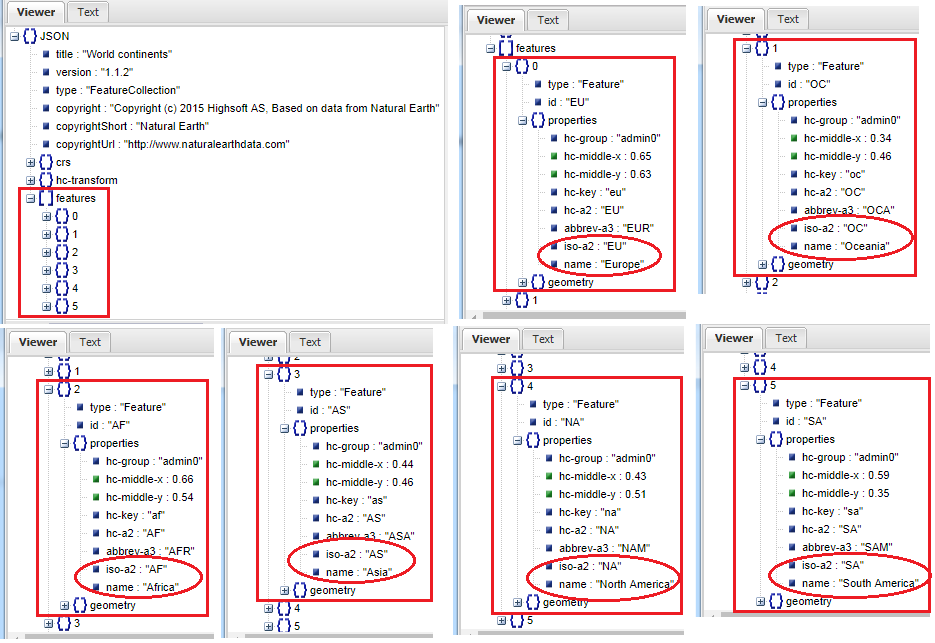 Viewer Text
JSON
title : "World continents"
version : "1.1.2"
type : "FeatureCollection"
copyright : "Copyright (c) 2015 Highsoft AS, Based on data from Natural Earth"
copyrightShort : "Natural Earth"
copyrightUrl : "http://www.naturalearthdata.com"
crs
hc-transform
features
0
1
2
3
4
5
Viewer Text
features
0
type : "Feature"
id : "EU"
properties
hc-group : "admin0"
hc-middle-x : 0.65
hc-middle-y : 0.63
hc-key : "eu"
hc-a2 : "EU"
abbrev-a3 : "EUR"
iso-a2 : "EU"
name : "Europe"
geometry
1
Viewer Text
1
type : "Feature"
id : "OC"
properties
hc-group : "admin0"
hc-middle-x : 0.34
hc-middle-y : 0.46
hc-key : "oc"
hc-a2 : "OC"
abbrev-a3 : "OCA"
iso-a2 : "OC"
name : "Oceania"
geometry
2
Viewer Text
1
2
type : "Feature"
id : "AF"
properties
hc-group : "admin0"
hc-middle-x : 0.66
hc-middle-y : 0.54
hc-key : "af"
hc-a2 : "AF"
abbrev-a3 : "AFR"
iso-a2 : "AF"
name : "Africa"
geometry
3
Viewer Text
2
3
type : "Feature"
id : "AS"
properties
hc-group : "admin0"
hc-middle-x : 0.44
hc-middle-y : 0.46
hc-key : "as"
hc-a2 : "AS"
abbrev-a3 : "ASA"
iso-a2 : "AS"
name : "Asia"
geometry
4
5
Viewer Text
3
4
type : "Feature"
id : "NA"
properties
hc-group : "admin0"
hc-middle-x : 0.43
hc-middle-y : 0.51
hc-key : "na"
hc-a2 : "NA"
abbrev-a3 : "NAM"
iso-a2 : "NA"
name : "North America"
geometry
5
Viewer Text
4
5
type : "Feature"
id : "SA"
properties
hc-group : "admin0"
hc-middle-x : 0.59
hc-middle-y : 0.35
hc-key : "sa"
hc-a2 : "SA"
abbrev-a3 : "SAM"
iso-a2 : "SA"
name : "South America"
geometry